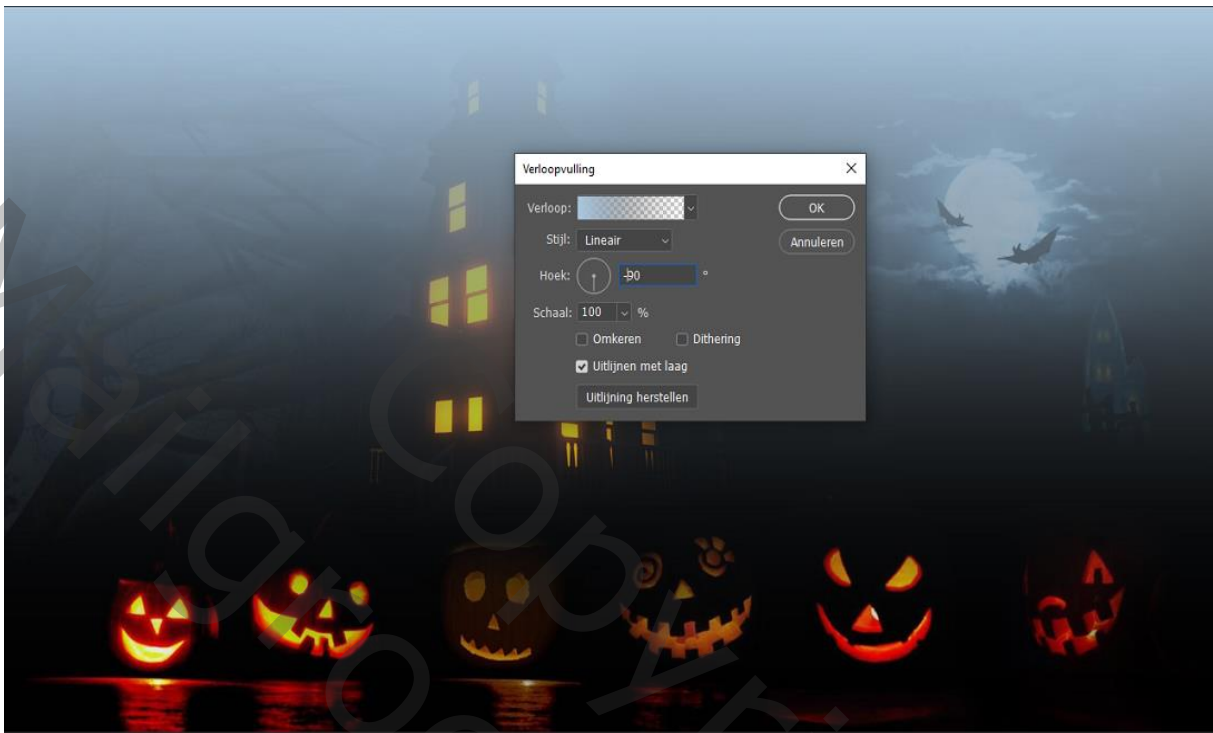 Verloopvulling
Verloop:
OK
Stijl: Lineair
Annuleren
Hoek: -90 °
Schaal: 100 %
Omkeren Dithering
Uitlijnen met laag
Uitlijning herstellen